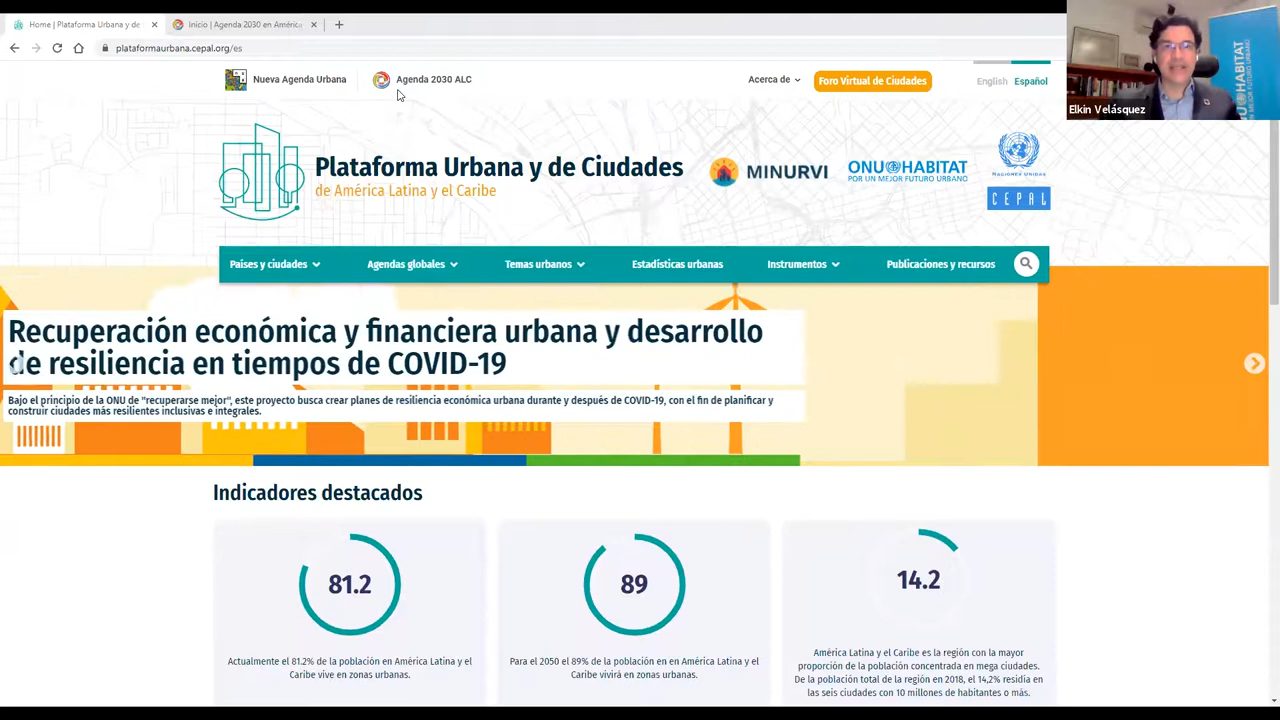 Home | Plataforma Urbana y de
Inicio | Agenda 2030 en Améric
plataformaurbana.cepal.org/es
Nueva Agenda Urbana
Agenda 2030 ALC
Acerca de
Foro Virtual de Ciudades
English Español
Elkin Velásquez
ONU HABITAT
Plataforma Urbana y de Ciudades
de América Latina y el Caribe
MINURVI
ONU HABITAT
POR UN MEJOR FUTURO URBANO
NACIONES UNIDAS
CEPAL
Países y ciudades
Agendas globales
Temas urbanos
Estadísticas urbanas
Instrumentos
Publicaciones y recursos
Recuperación económica y financiera urbana y desarrollo
de resiliencia en tiempos de COVID-19
Bajo el principio de la ONU de "recuperarse mejor", este proyecto busca crear planes de resiliencia económica urbana durante y después de COVID-19, con el fin de planificar y
construir ciudades más resilientes inclusivas e integrales.
Indicadores destacados
81.2
Actualmente el 81.2% de la población en América Latina y el
Caribe vive en zonas urbanas.
89
Para el 2050 el 89% de la población en en América Latina y el
Caribe vivirá en zonas urbanas.
14.2
América Latina y el Caribe es la región con la mayor
proporción de la población concentrada en mega ciudades.
De la población total de la región en 2018, el 14,2% residía en
las seis ciudades con 10 millones de habitantes o más.